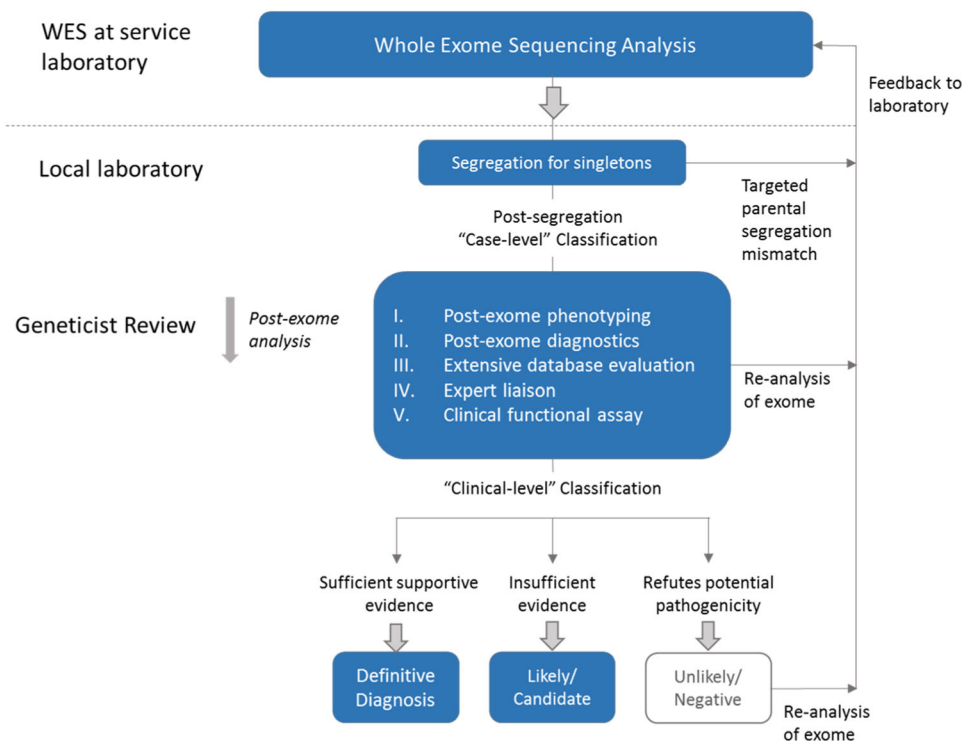 WES at service
laboratory
Whole Exome Sequencing Analysis
Feedback to
laboratory
Local laboratory
Segregation for singletons
Targeted
parental
segregation
mismatch
Post-segregation
“Case-level” Classification
Geneticist Review
Post-exome
analysis
I. Post-exome phenotyping
II. Post-exome diagnostics
III. Extensive database evaluation
IV. Expert liaison
V. Clinical functional assay
Re-analysis
of exome
“Clinical-level” Classification
Sufficient supportive
evidence
Insufficient
evidence
Refutes potential
pathogenicity
Definitive
Diagnosis
Likely/
Candidate
Unlikely/
Negative
Re-analysis
of exome